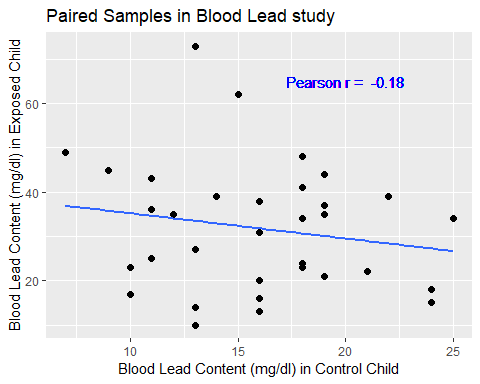 Paired Samples in Blood Lead study
Pearson r = -0.18
Blood Lead Content (mg/dl) in Exposed Child
60
40
20
10
15
20
25
Blood Lead Content (mg/dl) in Control Child